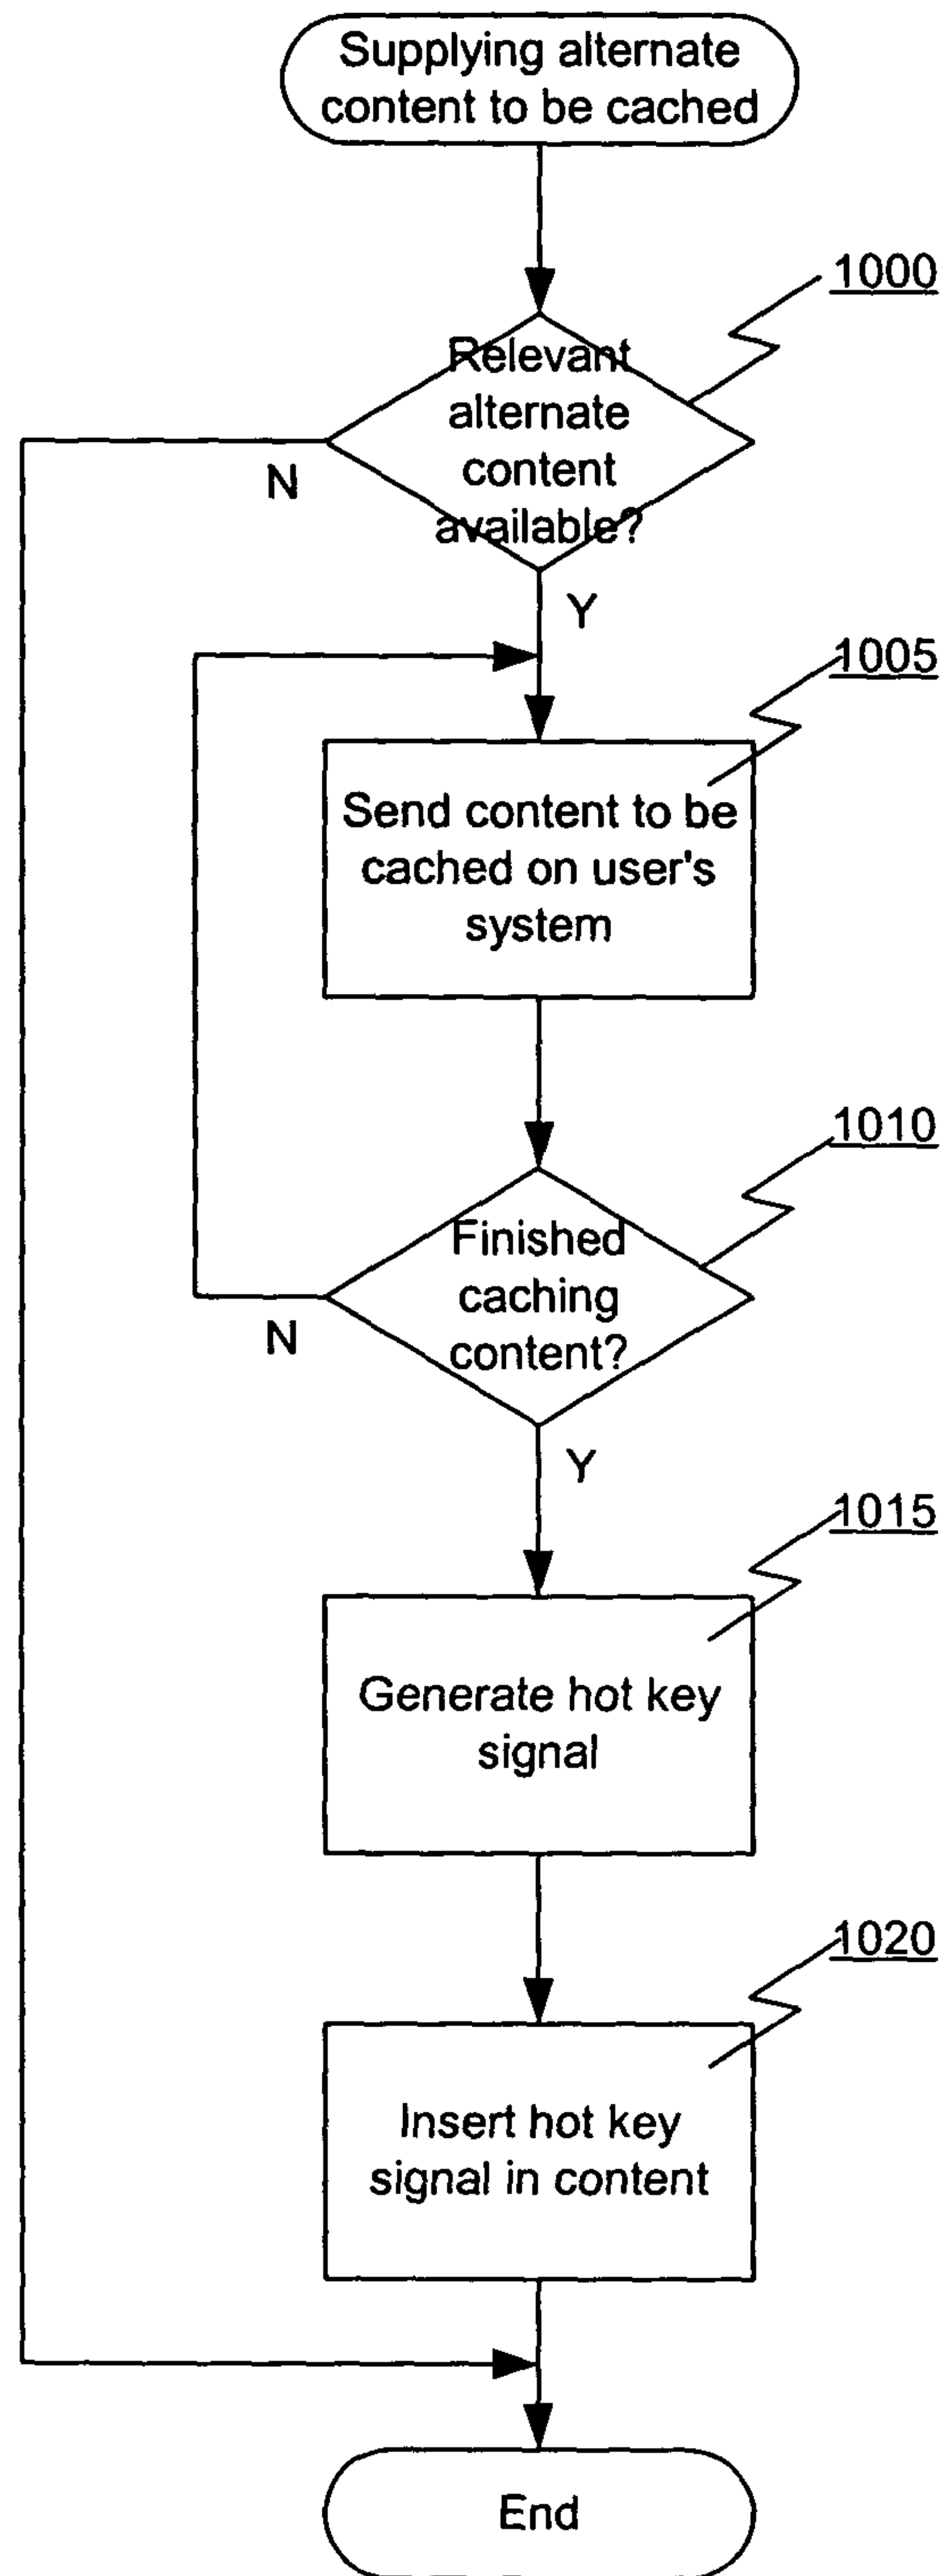 Supplying alternate
content to be cached
1000
Relevant
alternate
content
available?
N
Y
1005
Send content to be
cached on user's
system
1010
Finished
caching
content?
N
Y
1015
Generate hot key
signal
1020
Insert hot key
signal in content
End